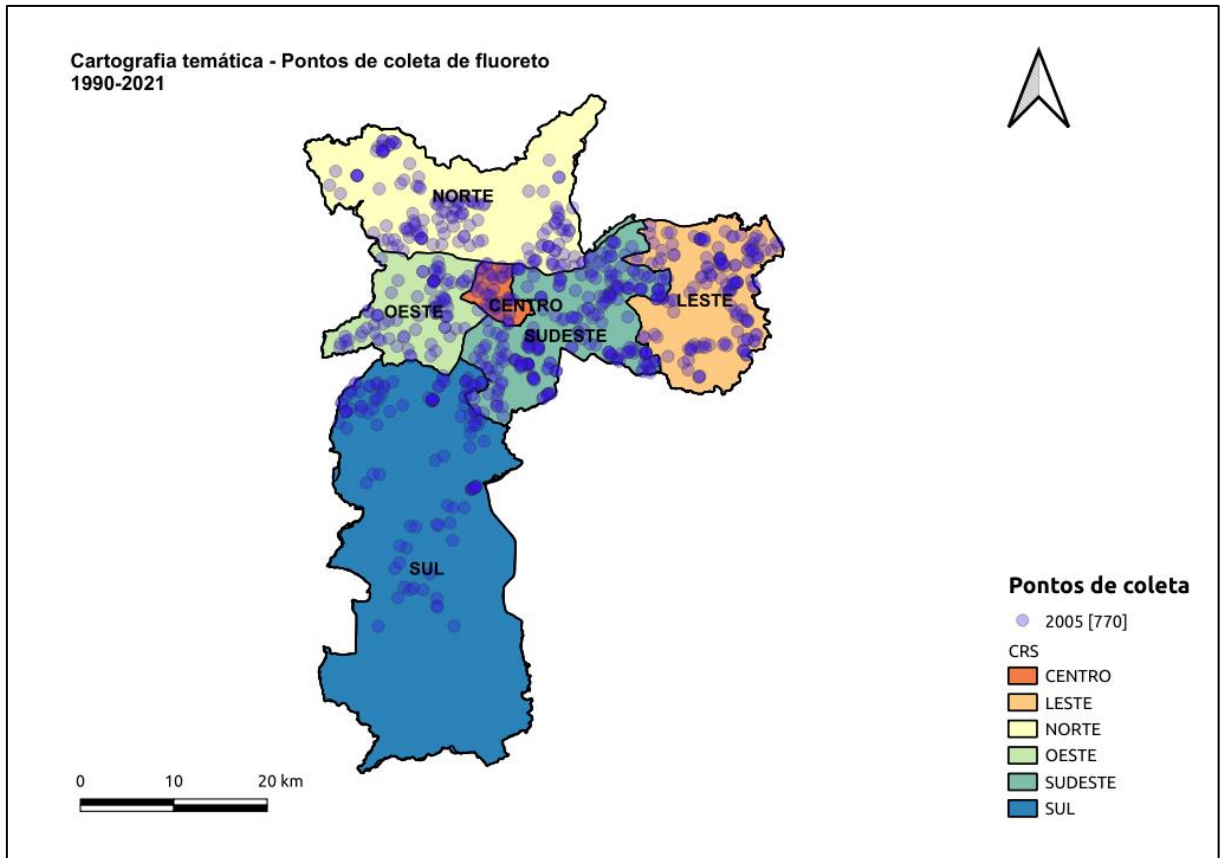 Cartografia temática - Pontos de coleta de fluoreto
1990-2021
NORTE
OESTE
CENTRO
LESTE
SUDESTE
SUL
0 10 20 km
Pontos de coleta
2005 [770]
CRS
CENTRO
LESTE
NORTE
OESTE
SUDESTE
SUL